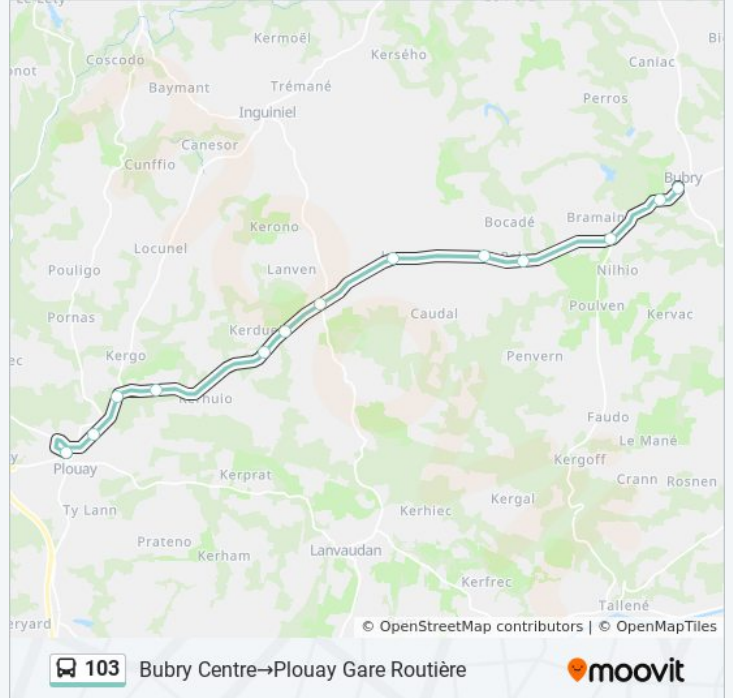 Kermoël
Coscodo
Kersého
Caniac
Baymant
Trémané
Perros
Inguiniel
Canesor
Cunffio
Bubry
Bocadé
Bramain
Kerono
Locunel
Pouligo
Lanven
Nilhio
Pornas
Caudal
Poulven
Kervac
Kergo
Penvern
Faudo
Le Mané
Plouay
Kerprat
Kergoff
Crann
Rosnen
Ty Lann
Kerhiec
Kergal
Prateno
Kerham
Lanvaudan
Kerfrec
Tallené
© OpenStreetMap contributors | © OpenMapTiles
103 Bubry Centre→Plouay Gare Routière
moovit